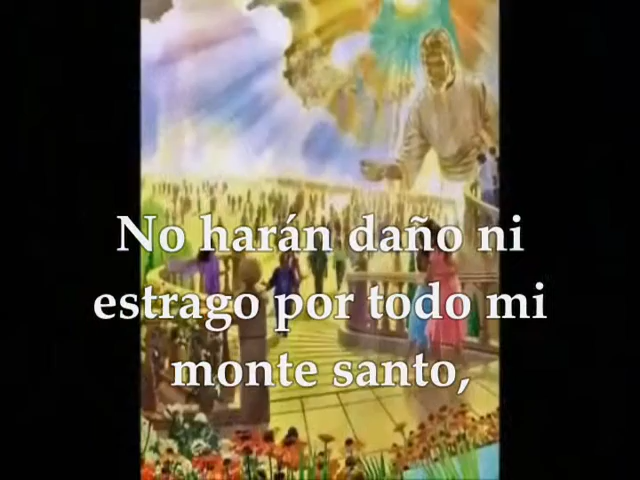 No harán daño ni
estrago por todo mi
monte santo,